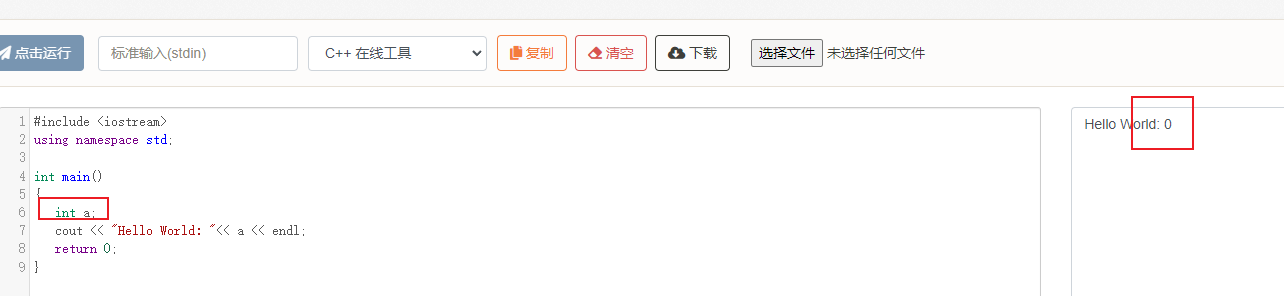 点击运行 标准输入(stdin) C++ 在线工具 复制 清空 下载 选择文件 未选择任何文件
1 #include <iostream>
2 using namespace std;
3
4 int main()
5 {
6 int a;
7 cout << "Hello World: "<< a << endl;
8 return 0;
9 }
Hello World: 0